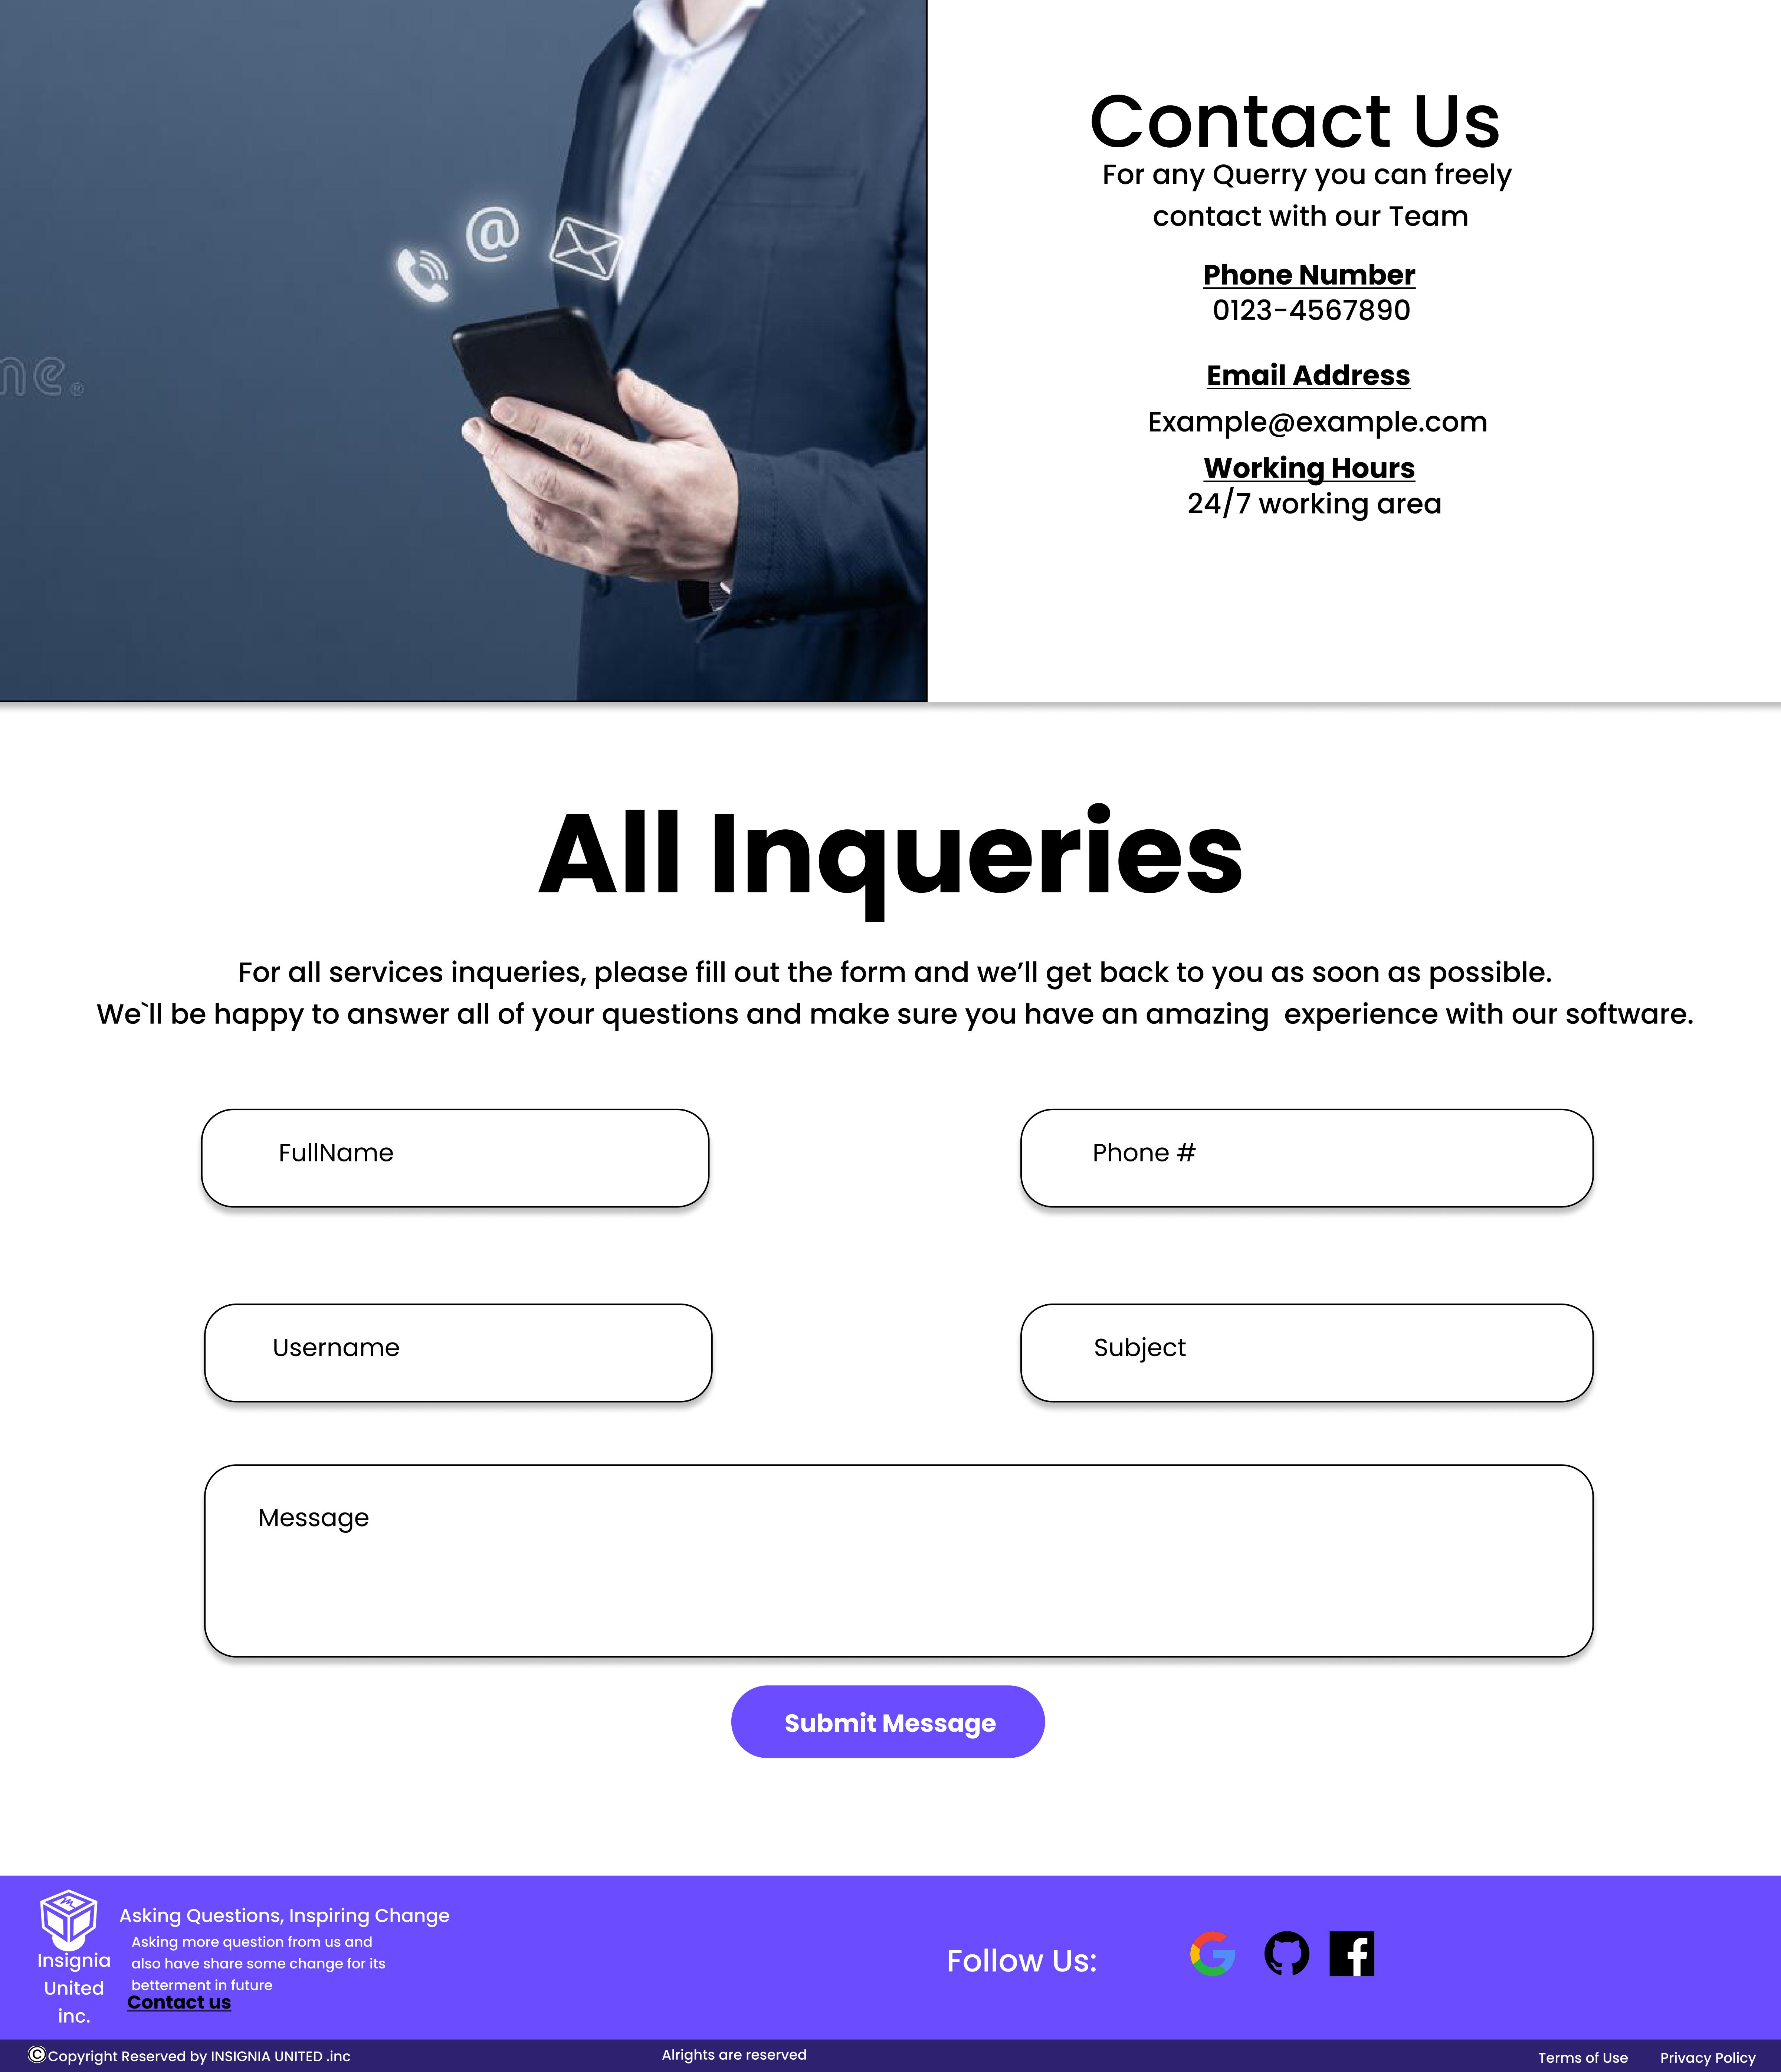 ne.®
Contact Us
For any Querry you can freely
contact with our Team
Phone Number
0123-4567890
Email Address
Example@example.com
Working Hours
24/7 working area
All Inqueries
For all services inqueries, please fill out the form and we’ll get back to you as soon as possible.
We`ll be happy to answer all of your questions and make sure you have an amazing  experience with our software.
FullName
Phone #
Username
Subject
Message
Submit Message
Insignia
United
inc.
Asking Questions, Inspiring Change
Asking more question from us and
also have share some change for its
betterment in future
Contact us
Follow Us:
©Copyright Reserved by INSIGNIA UNITED .inc
Alrights are reserved
Terms of Use
Privacy Policy